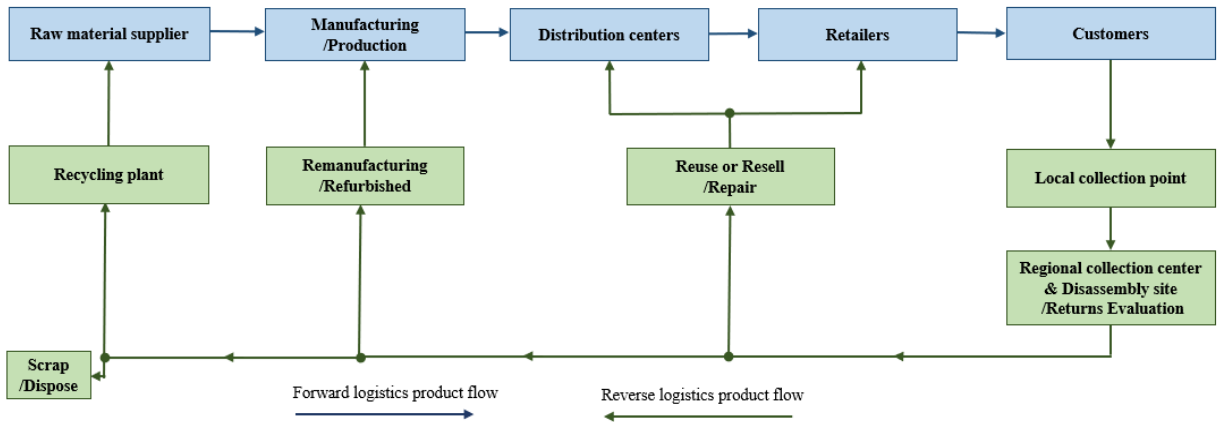 Raw material supplier
Manufacturing
/Production
Distribution centers
Retailers
Customers
Recycling plant
Remanufacturing
/Refurbished
Reuse or Resell
/Repair
Local collection point
Regional collection center
& Disassembly site
/Returns Evaluation
Scrap
/Dispose
Forward logistics product flow
Reverse logistics product flow